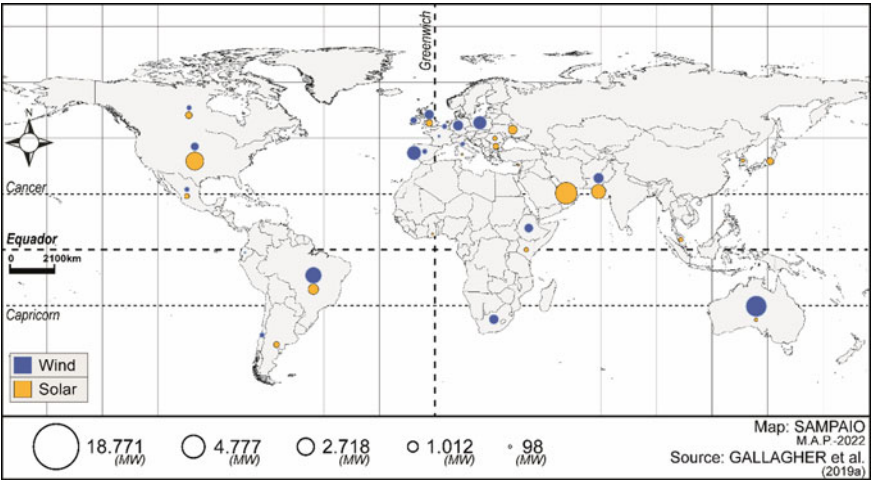 Greenwich
N
Cancer
Equador
0 2100km
Capricorn
Wind
Solar
18.771 (MW)
4.777 (MW)
2.718 (MW)
1.012 (MW)
98 (MW)
Map: SAMPAIO
M.A.P.-2022
Source: GALLAGHER et al.
(2019a)